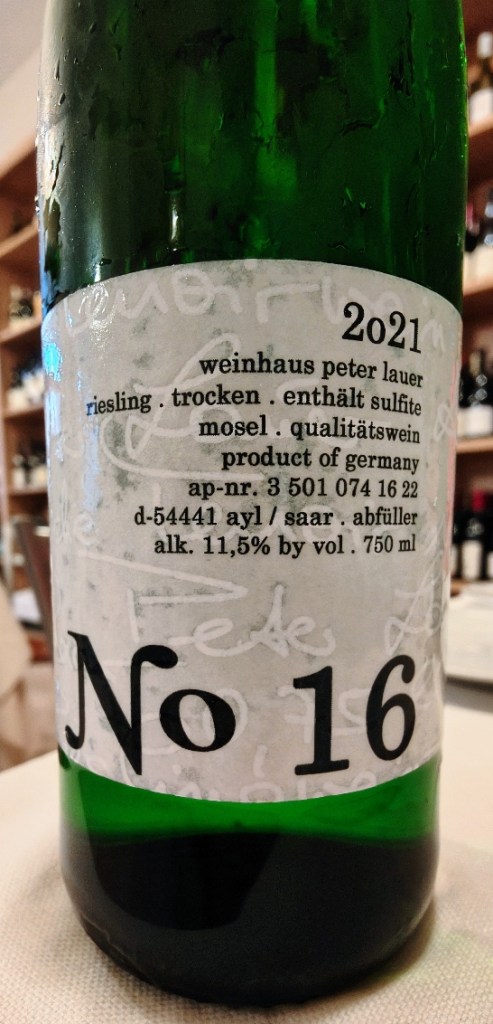 2021
weinhaus peter lauer
riesling . trocken . enthält sulfite
mosel . qualitätswein
product of germany
ap-nr. 3 501 074 16 22
d-54441 ayl / saar . abfüller
alk. 11,5% by vol . 750 ml
No 16